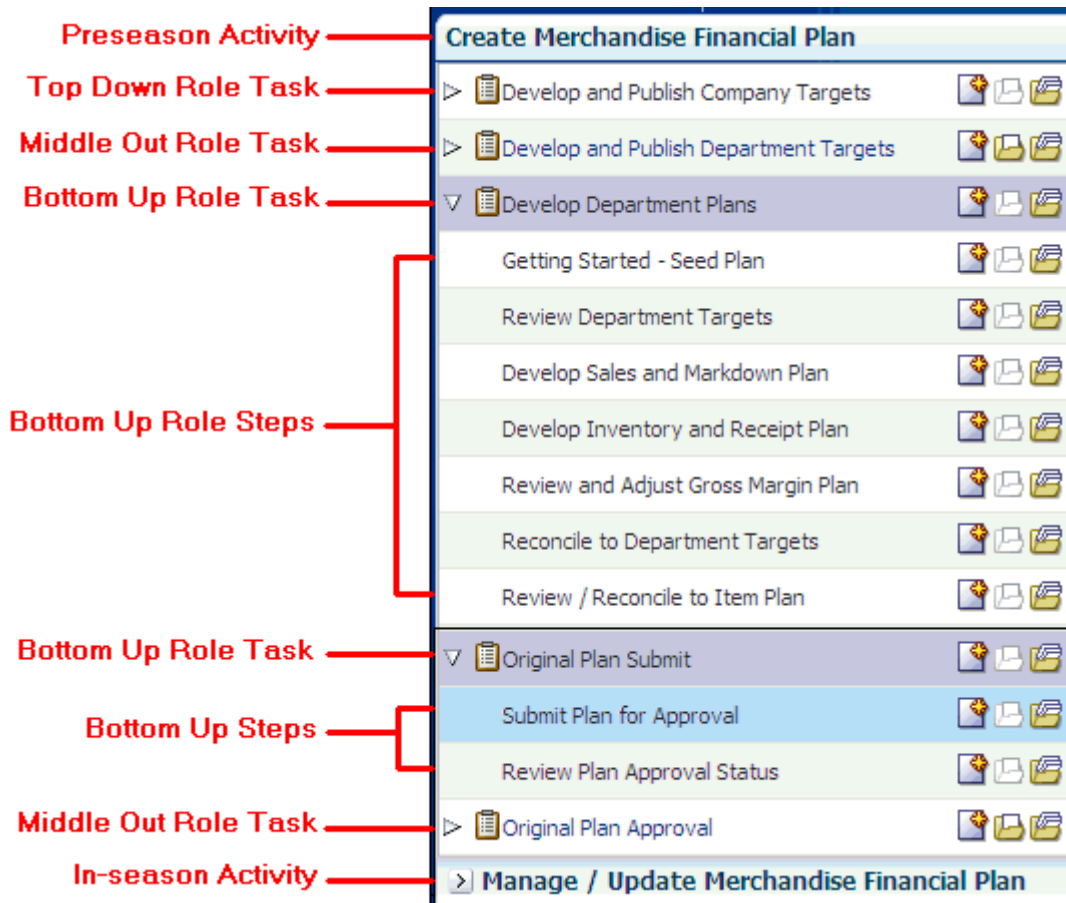 Preseason Activity
Create Merchandise Financial Plan
Top Down Role Task
Develop and Publish Company Targets
Middle Out Role Task
Develop and Publish Department Targets
Bottom Up Role Task
Develop Department Plans
Getting Started - Seed Plan
Review Department Targets
Develop Sales and Markdown Plan
Bottom Up Role Steps
Develop Inventory and Receipt Plan
Review and Adjust Gross Margin Plan
Reconcile to Department Targets
Review / Reconcile to Item Plan
Bottom Up Role Task
Original Plan Submit
Submit Plan for Approval
Bottom Up Steps
Review Plan Approval Status
Middle Out Role Task
Original Plan Approval
In-season Activity
Manage / Update Merchandise Financial Plan